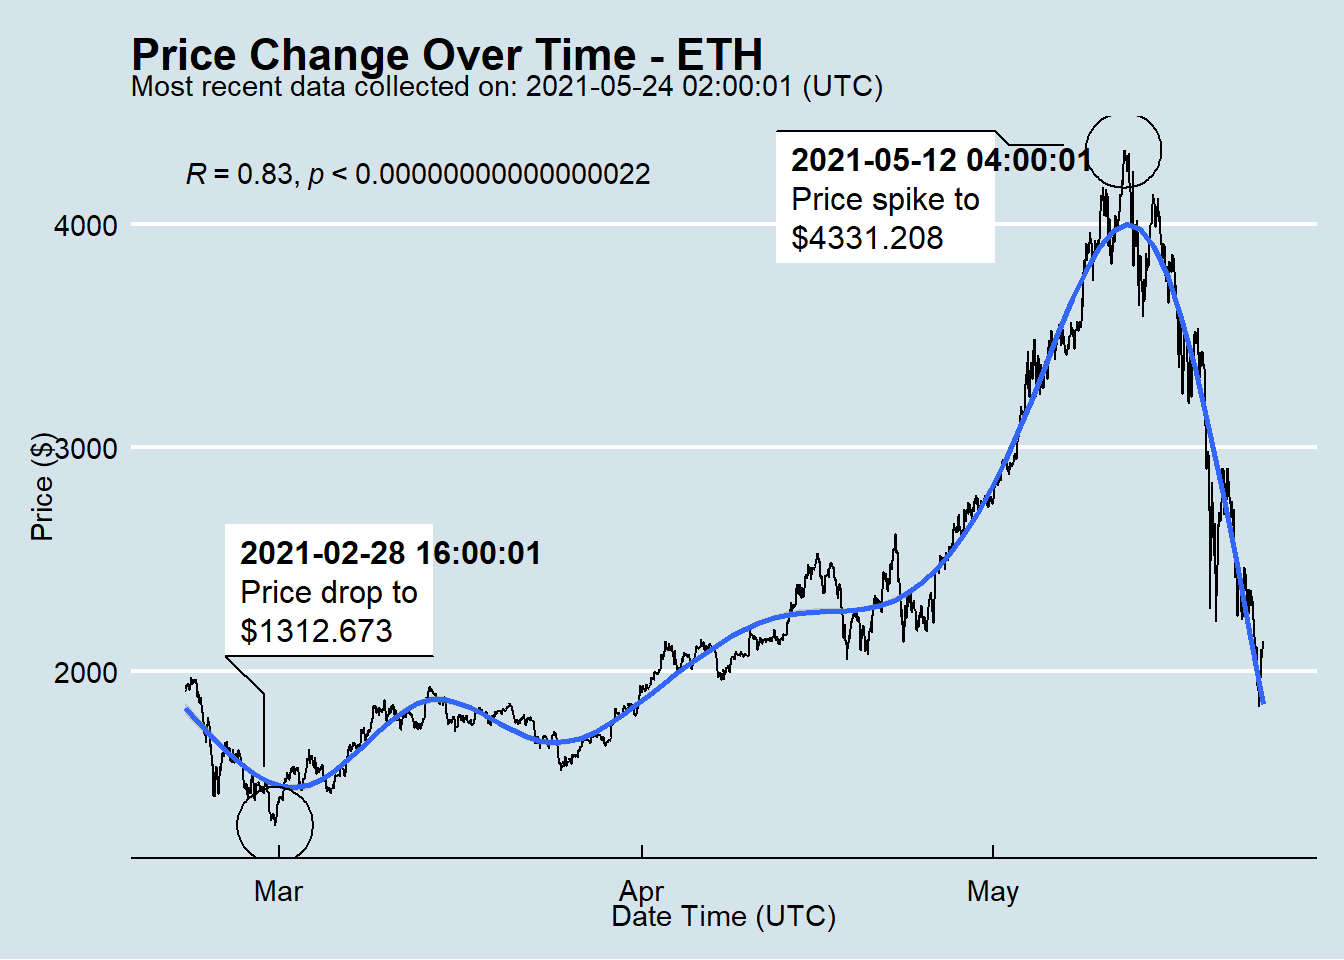 Price Change Over Time - ETH
Most recent data collected on: 2021-05-24 02:00:01 (UTC)
R = 0.83, p < 0.00000000000000022
2021-05-12 04:00:01
Price spike to
$4331.208
4000
3000
2000
Price ($)
2021-02-28 16:00:01
Price drop to
$1312.673
Mar Apr May
Date Time (UTC)